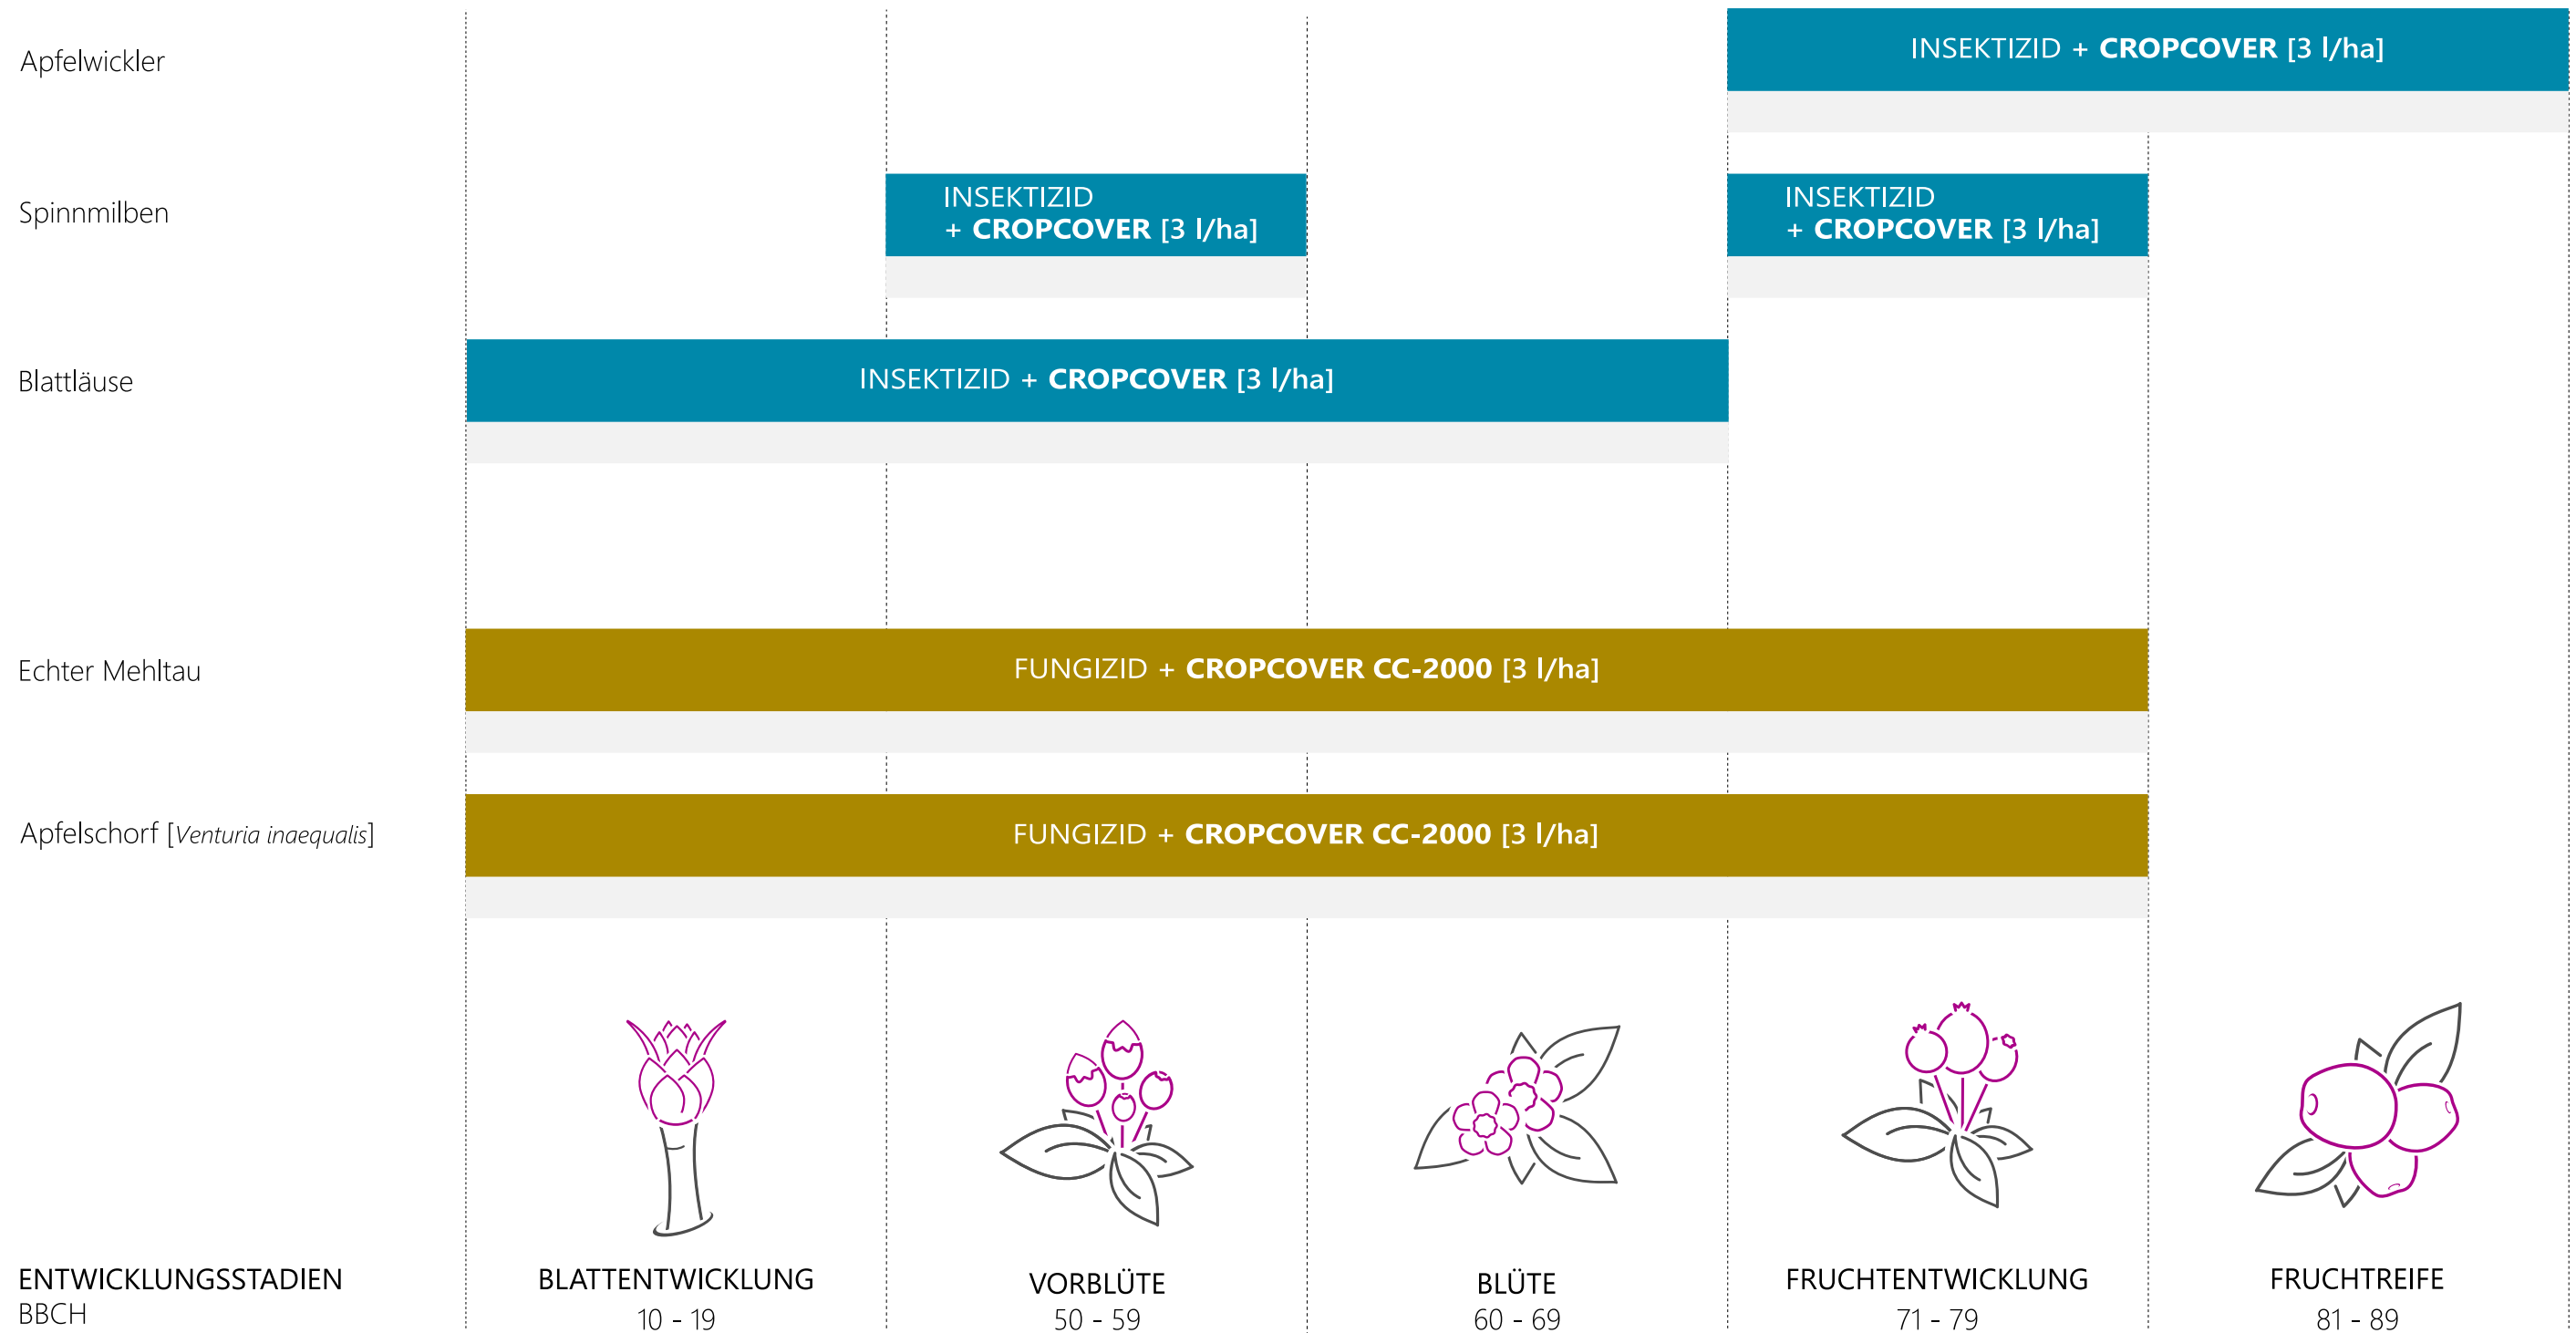 Apfelwickler
INSEKTIZID + CROPCOVER [3 l/ha]
Spinnmilben
INSEKTIZID
+ CROPCOVER [3 l/ha]
INSEKTIZID
+ CROPCOVER [3 l/ha]
Blattläuse
INSEKTIZID + CROPCOVER [3 l/ha]
Echter Mehltau
FUNGIZID + CROPCOVER CC-2000 [3 l/ha]
Apfelschorf [Venturia inaequalis]
FUNGIZID + CROPCOVER CC-2000 [3 l/ha]
ENTWICKLUNGSSTADIEN
BBCH
BLATTENTWICKLUNG
10 - 19
VORBLÜTE
50 - 59
BLÜTE
60 - 69
FRUCHTENTWICKLUNG
71 - 79
FRUCHTREIFE
81 - 89